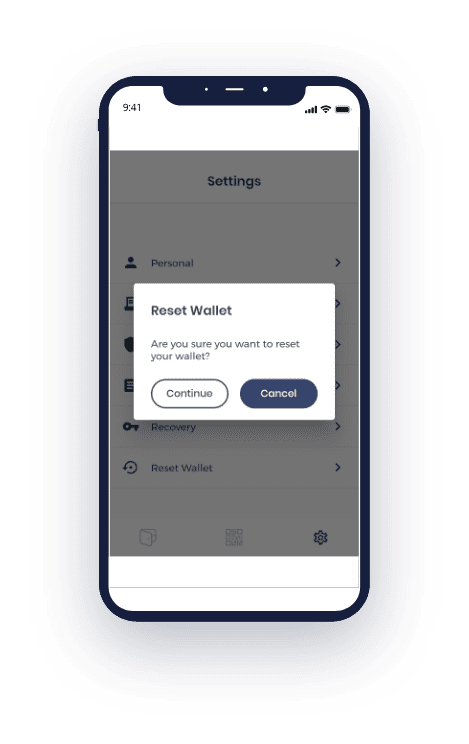 9:41
Settings
Personal
Reset Wallet
Are you sure you want to reset
your wallet?
Continue Cancel
Recovery
Reset Wallet